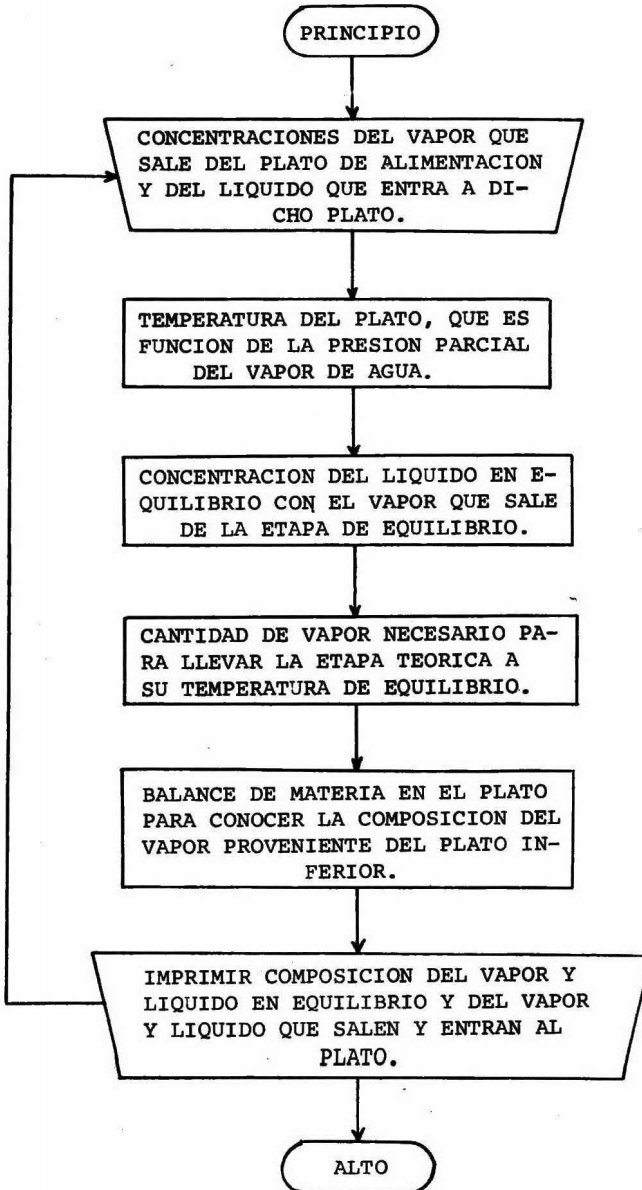 PRINCIPIO
CONCENTRACIONES DEL VAPOR QUE
SALE DEL PLATO DE ALIMENTACION
Y DEL LIQUIDO QUE ENTRA A DI-
CHO PLATO.
TEMPERATURA DEL PLATO, QUE ES
FUNCION DE LA PRESION PARCIAL
DEL VAPOR DE AGUA.
CONCENTRACION DEL LIQUIDO EN E-
QUILIBRIO CON EL VAPOR QUE SALE
DE LA ETAPA DE EQUILIBRIO.
CANTIDAD DE VAPOR NECESARIO PA-
RA LLEVAR LA ETAPA TEORICA A
SU TEMPERATURA DE EQUILIBRIO.
BALANCE DE MATERIA EN EL PLATO
PARA CONOCER LA COMPOSICION DEL
VAPOR PROVENIENTE DEL PLATO IN-
FERIOR.
IMPRIMIR COMPOSICION DEL VAPOR Y
LIQUIDO EN EQUILIBRIO Y DEL VAPOR
Y LIQUIDO QUE SALEN Y ENTRAN AL
PLATO.
ALTO